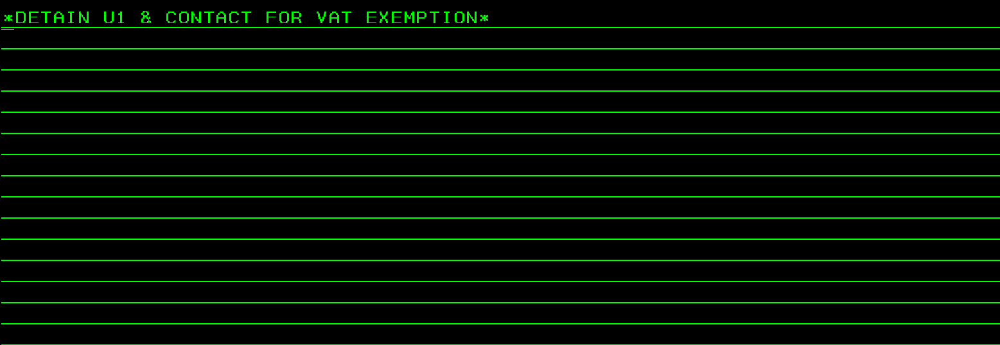 *DETAIN U1 & CONTACT FOR VAT EXEMPTION*